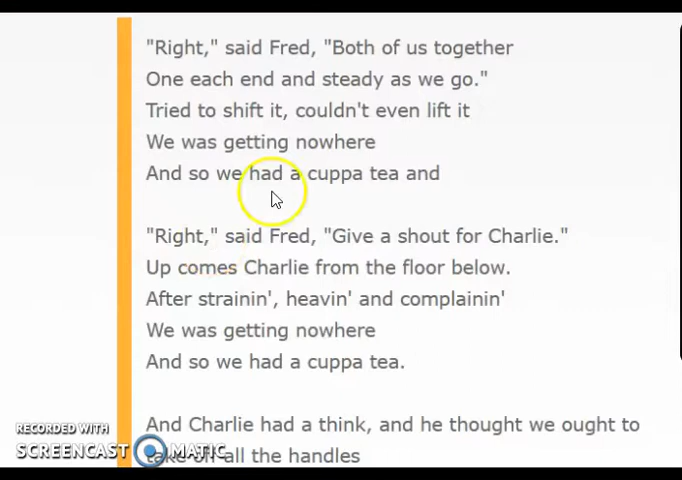 "Right," said Fred, "Both of us together
One each end and steady as we go."
Tried to shift it, couldn't even lift it
We was getting nowhere
And so we had a cuppa tea and
"Right," said Fred, "Give a shout for Charlie."
Up comes Charlie from the floor below.
After strainin', heavin' and complainin'
We was getting nowhere
And so we had a cuppa tea.
And Charlie had a think, and he thought we ought to
take off all the handles
RECORDED WITH
SCREENCAST MATIC